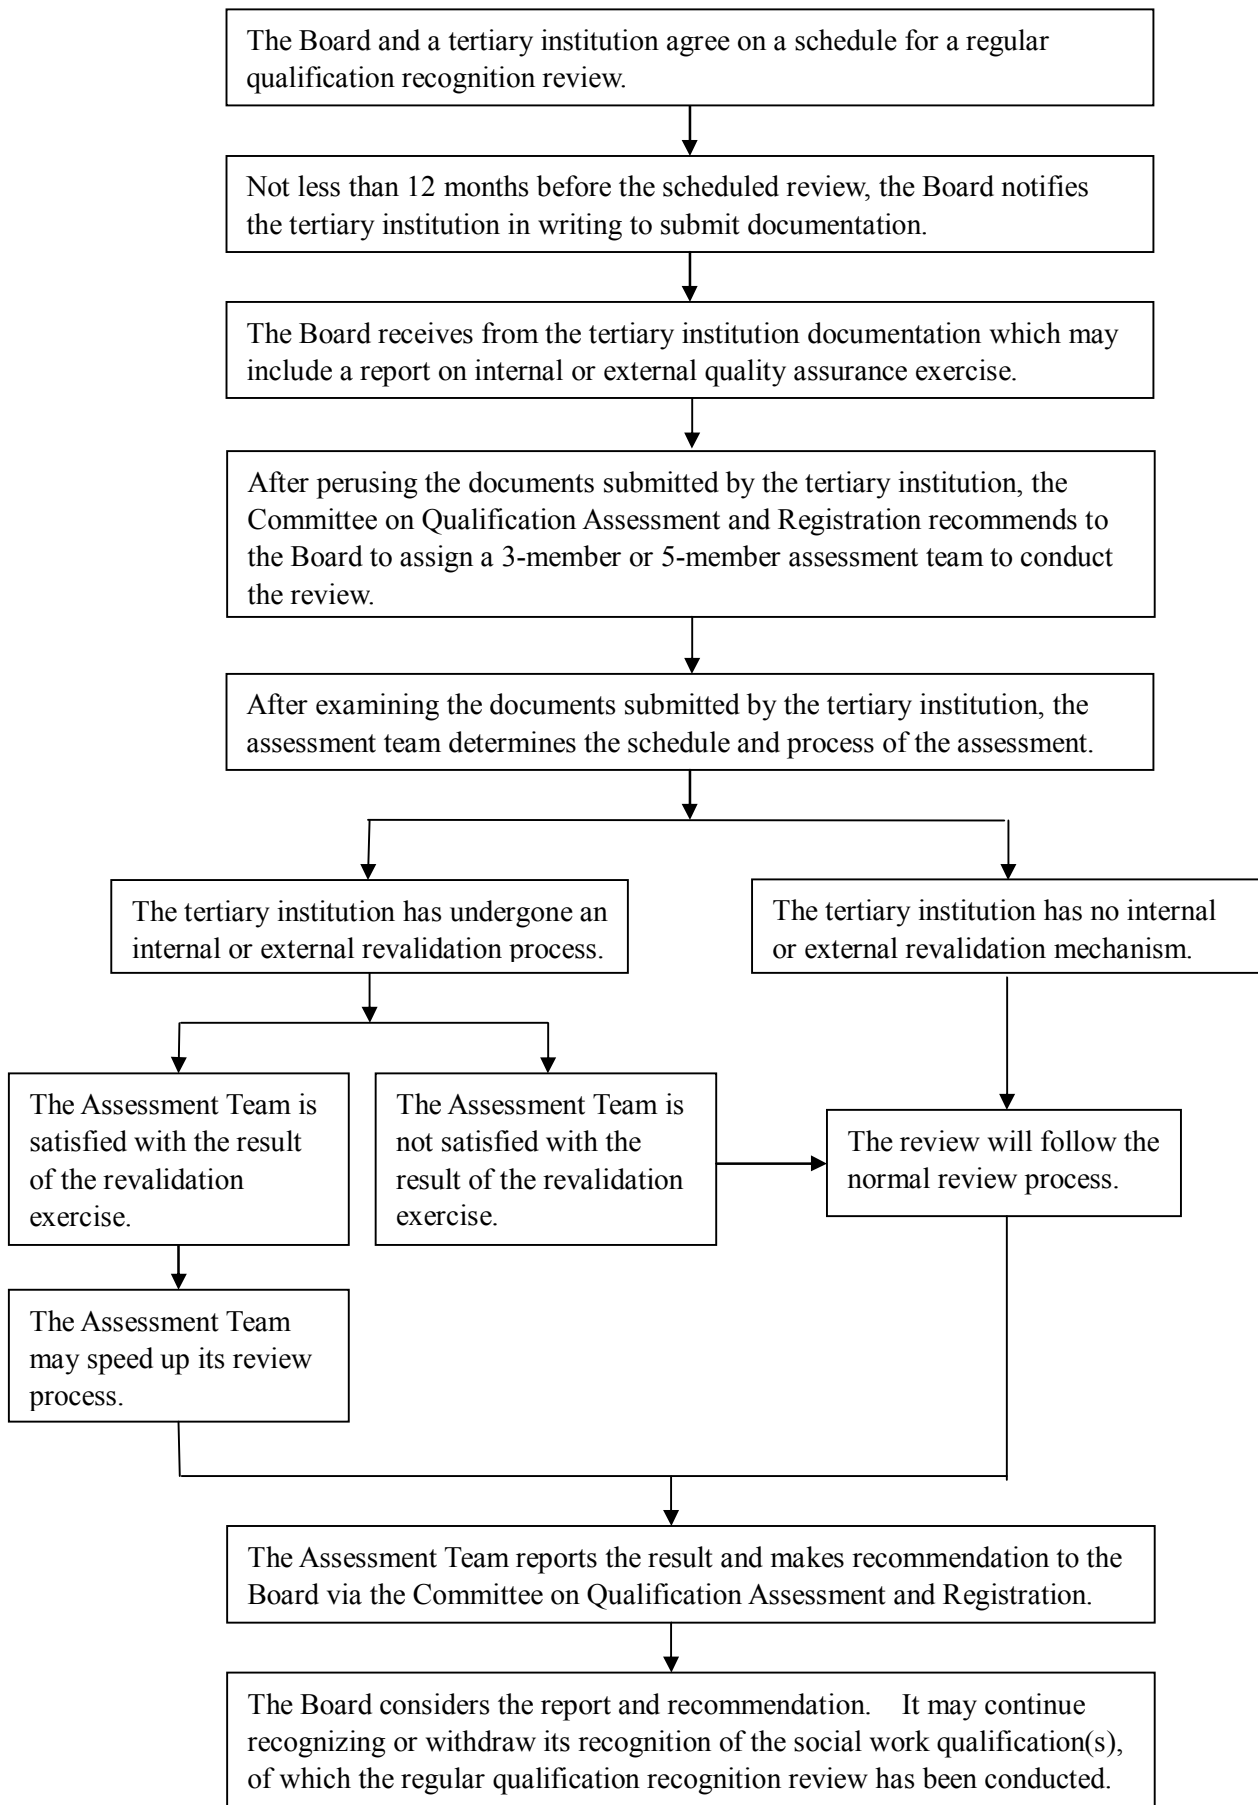 The Board and a tertiary institution agree on a schedule for a regular
qualification recognition review.
Not less than 12 months before the scheduled review, the Board notifies
the tertiary institution in writing to submit documentation.
The Board receives from the tertiary institution documentation which may
include a report on internal or external quality assurance exercise.
After perusing the documents submitted by the tertiary institution, the
Committee on Qualification Assessment and Registration recommends to
the Board to assign a 3-member or 5-member assessment team to conduct
the review.
After examining the documents submitted by the tertiary institution, the
assessment team determines the schedule and process of the assessment.
The tertiary institution has undergone an
internal or external revalidation process.
The tertiary institution has no internal
or external revalidation mechanism.
The Assessment Team is
satisfied with the result
of the revalidation
exercise.
The Assessment Team is
not satisfied with the
result of the revalidation
exercise.
The review will follow the
normal review process.
The Assessment Team
may speed up its review
process.
The Assessment Team reports the result and makes recommendation to the
Board via the Committee on Qualification Assessment and Registration.
The Board considers the report and recommendation. It may continue
recognizing or withdraw its recognition of the social work qualification(s),
of which the regular qualification recognition review has been conducted.